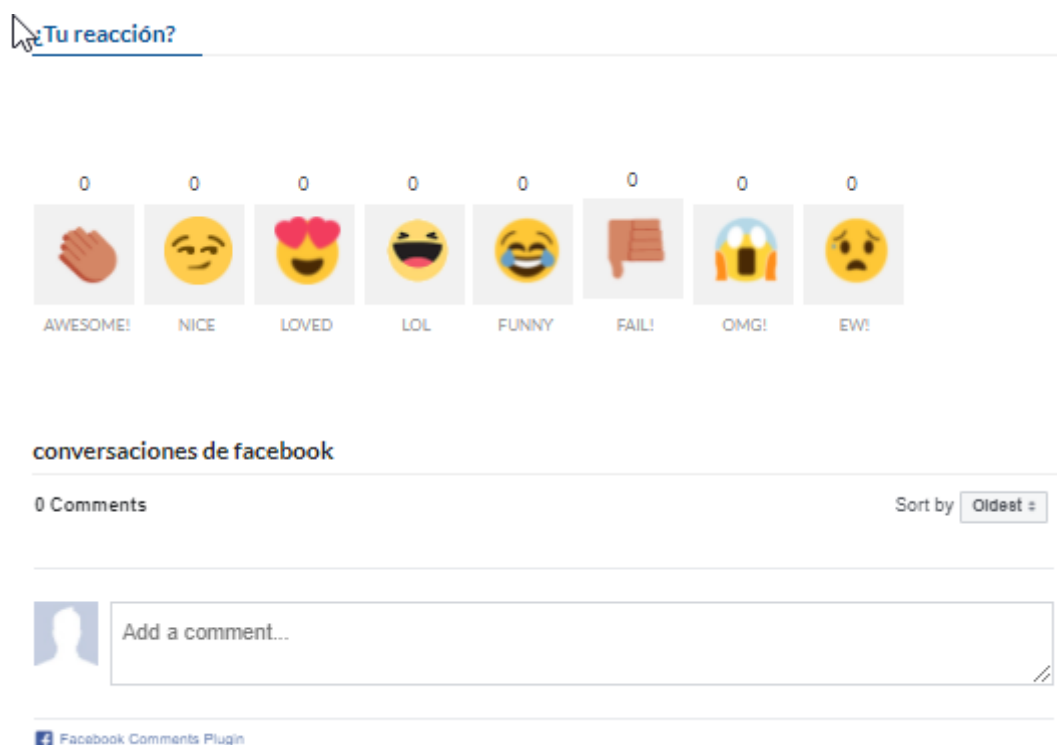 ¿Tu reacción?
0 0 0 0 0 0 0 0
AWESOME! NICE LOVED LOL FUNNY FAIL! OMG! EW!
conversaciones de facebook
0 Comments Sort by Oldest
Add a comment...
Facebook Comments Plugin